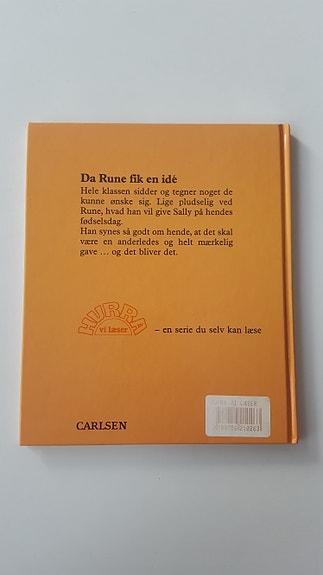 Da Rune fik en idé
Hele klassen sidder og tegner noget de
kunne ønske sig. Lige pludselig ved
Rune, hvad han vil give Sally på hendes
fødselsdag.
Han synes så godt om hende, at det skal
være en anderledes og helt mærkelig
gave ... og det bliver det.
HURRA
vi læser
– en serie du selv kan læse
CARLSEN